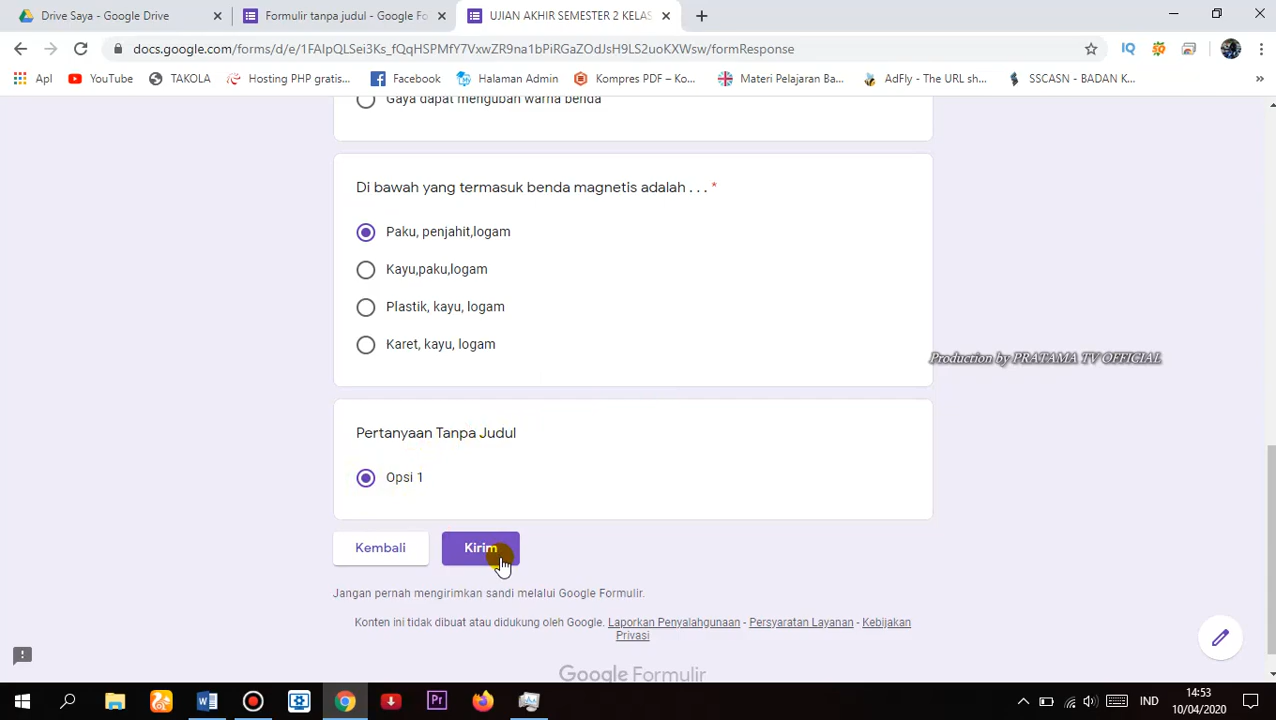 Drive Saya - Google Drive
Formulir tanpa judul - Google Fo
UJIAN AKHIR SEMESTER 2 KELAS
docs.google.com/forms/d/e/1FAIpQLSei3Ks_fQqHSPMfY7VxwZR9na1bPiRGaZOdJsH9LS2uoKXWsw/formResponse
Apl
YouTube
TAKOLA
Hosting PHP gratis...
Facebook
Halaman Admin
Kompres PDF – Ko...
Materi Pelajaran Ba...
AdFly - The URL sh...
SSCASN - BADAN K...
»
Gaya dapat mengubah warna benda
Di bawah yang termasuk benda magnetis adalah . . . *
Paku, penjahit,logam
Kayu,paku,logam
Plastik, kayu, logam
Karet, kayu, logam
Production by PRATAMA TV OFFICIAL
Pertanyaan Tanpa Judul
Opsi 1
Kembali
Kirim
Jangan pernah mengirimkan sandi melalui Google Formulir.
Konten ini tidak dibuat atau didukung oleh Google. Laporkan Penyalahgunaan - Persyaratan Layanan - Kebijakan
Privasi
Google Formulir
IND
14:53
10/04/2020